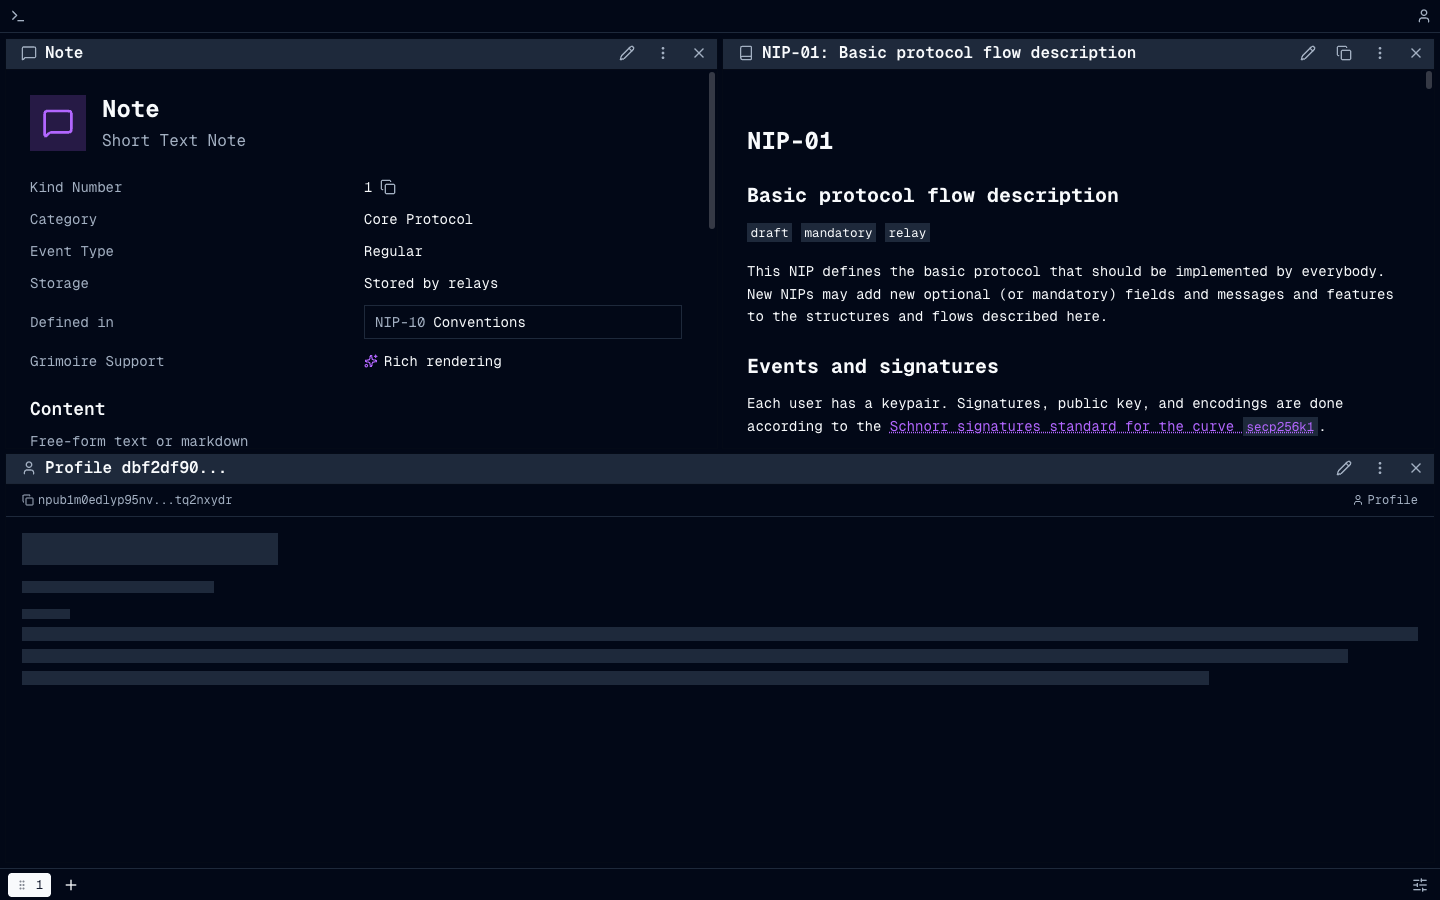 Note
Note
Short Text Note
Kind Number 1
Category Core Protocol
Event Type Regular
Storage Stored by relays
Defined in NIP-10 Conventions
Grimoire Support Rich rendering
Content
Free-form text or markdown
NIP-01: Basic protocol flow description
NIP-01
Basic protocol flow description
draft mandatory relay
This NIP defines the basic protocol that should be implemented by everybody.
New NIPs may add new optional (or mandatory) fields and messages and features
to the structures and flows described here.
Events and signatures
Each user has a keypair. Signatures, public key, and encodings are done
according to the Schnorr signatures standard for the curve secp256k1.
Profile dbf2df90...
npub1m0edlyp95nv...tq2nxydr Profile
1